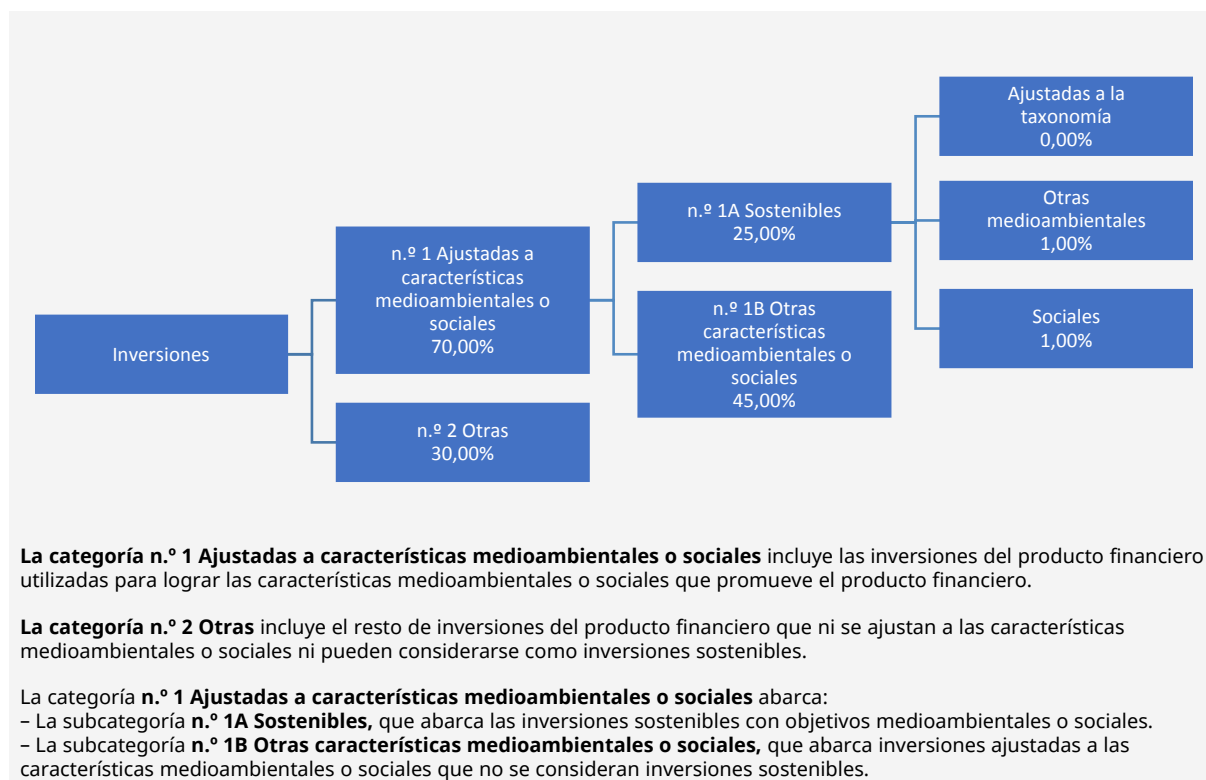 Inversiones
n.º 1 Ajustadas a
características
medioambientales o
sociales
70,00%
n.º 2 Otras
30,00%
n.º 1A Sostenibles
25,00%
n.º 1B Otras
características
medioambientales o
sociales
45,00%
Ajustadas a la
taxonomía
0,00%
Otras
medioambientales
1,00%
Sociales
1,00%
La categoría n.º 1 Ajustadas a características medioambientales o sociales incluye las inversiones del producto financiero
utilizadas para lograr las características medioambientales o sociales que promueve el producto financiero.
La categoría n.º 2 Otras incluye el resto de inversiones del producto financiero que ni se ajustan a las características
medioambientales o sociales ni pueden considerarse como inversiones sostenibles.
La categoría n.º 1 Ajustadas a características medioambientales o sociales abarca:
– La subcategoría n.º 1A Sostenibles, que abarca las inversiones sostenibles con objetivos medioambientales o sociales.
– La subcategoría n.º 1B Otras características medioambientales o sociales, que abarca inversiones ajustadas a las
características medioambientales o sociales que no se consideran inversiones sostenibles.